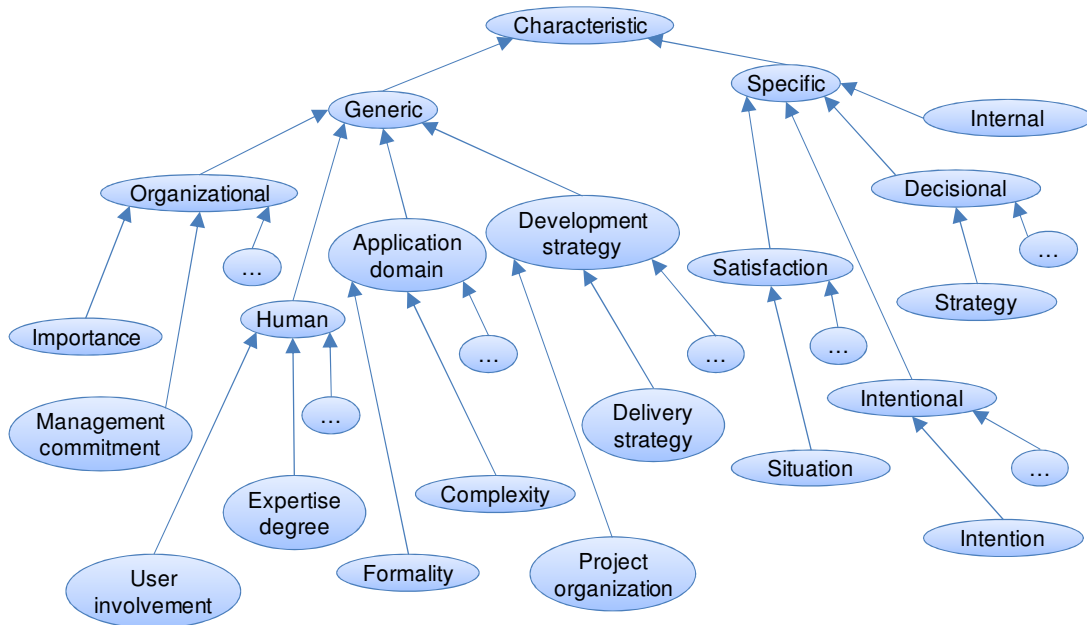 Characteristic
Specific
Generic
Internal
Organizational
Decisional
Development
strategy
Application
domain
...
...
Satisfaction
Strategy
Human
Importance
...
...
...
...
Intentional
Management
commitment
Delivery
strategy
Situation
...
Complexity
Expertise
degree
Intention
Formality
Project
organization
User
involvement